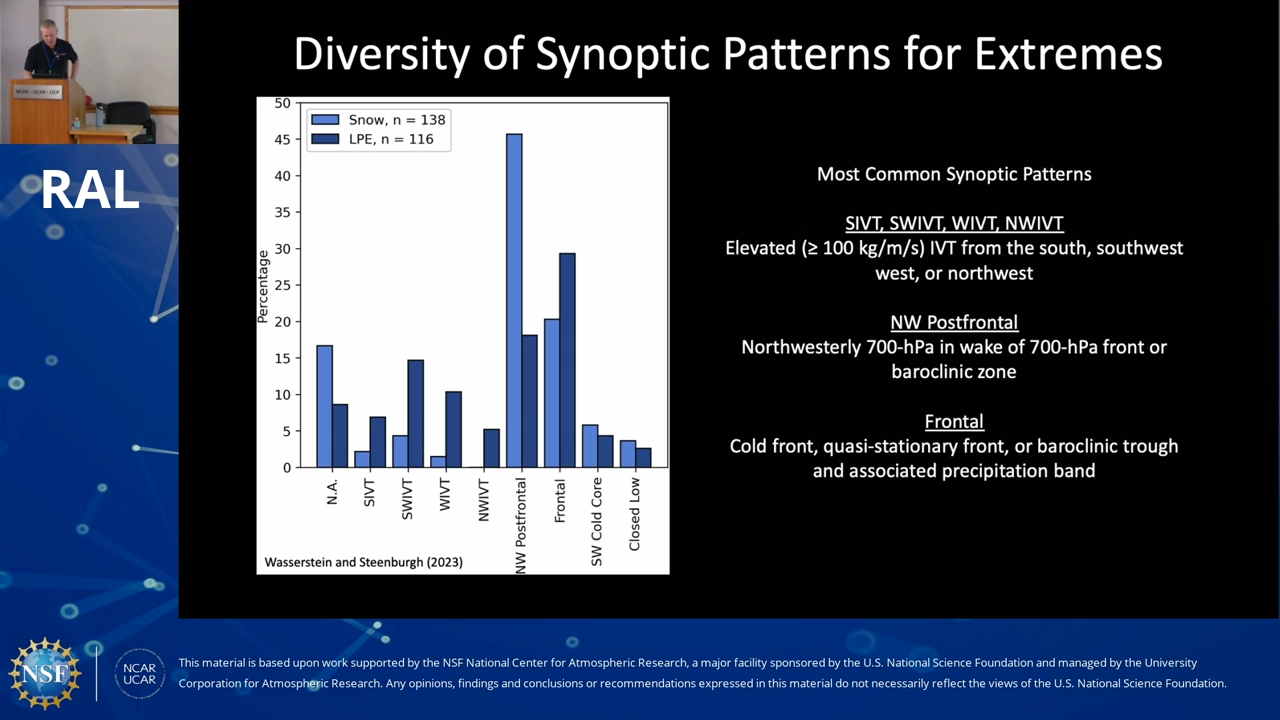 Diversity of Synoptic Patterns for Extremes
NCAR - UCAR - UCP
RAL
50
45
40
35
30
25
20
15
10
5
0
Percentage
Snow, n = 138
LPE, n = 116
N.A.
SIVT
SWIVT
WIVT
NWIVT
NW Postfrontal
Frontal
SW Cold Core
Closed Low
Wasserstein and Steenburgh (2023)
Most Common Synoptic Patterns
SIVT, SWIVT, WIVT, NWIVT
Elevated (≥ 100 kg/m/s) IVT from the south, southwest
west, or northwest
NW Postfrontal
Northwesterly 700-hPa in wake of 700-hPa front or
baroclinic zone
Frontal
Cold front, quasi-stationary front, or baroclinic trough
and associated precipitation band
NSF
NCAR
UCAR
This material is based upon work supported by the NSF National Center for Atmospheric Research, a major facility sponsored by the U.S. National Science Foundation and managed by the University
Corporation for Atmospheric Research. Any opinions, findings and conclusions or recommendations expressed in this material do not necessarily reflect the views of the U.S. National Science Foundation.